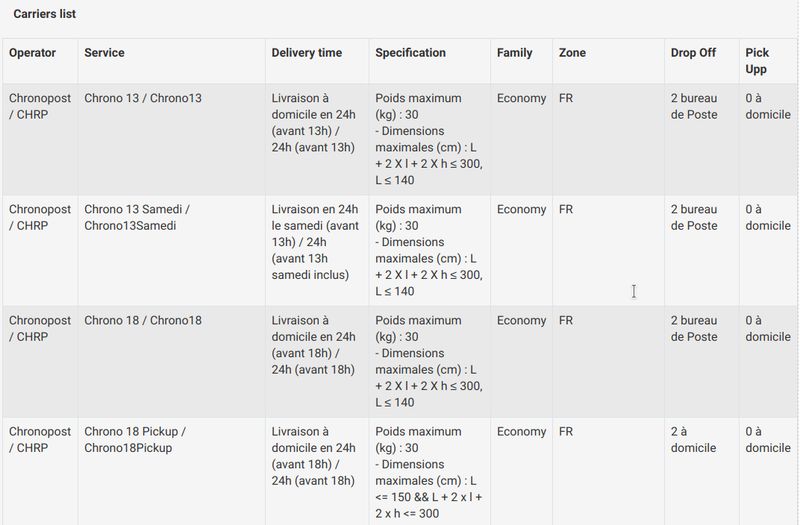 Carriers list
Operator Service Delivery time Specification Family Zone Drop Off Pick
Upp
Chronopost
/ CHRP
Chrono 13 / Chrono13
Livraison à
domicile en 24h
(avant 13h) /
24h (avant 13h)
Poids maximum
(kg) : 30
- Dimensions
maximales (cm) : L
+ 2 X l + 2 X h ≤ 300,
L ≤ 140
Economy
FR
2 bureau
de Poste
0 à
domicile
Chronopost
/ CHRP
Chrono 13 Samedi /
Chrono13Samedi
Livraison en 24h
le samedi (avant
13h) / 24h
(avant 13h
samedi inclus)
Poids maximum
(kg) : 30
- Dimensions
maximales (cm) : L
+ 2 X l + 2 X h ≤ 300,
L ≤ 140
Economy
FR
2 bureau
de Poste
0 à
domicile
Chronopost
/ CHRP
Chrono 18 / Chrono18
Livraison à
domicile en 24h
(avant 18h) /
24h (avant 18h)
Poids maximum
(kg) : 30
- Dimensions
maximales (cm) : L
+ 2 X l + 2 X h ≤ 300,
L ≤ 140
Economy
FR
2 bureau
de Poste
0 à
domicile
Chronopost
/ CHRP
Chrono 18 Pickup /
Chrono18Pickup
Livraison à
domicile en 24h
(avant 18h) /
24h (avant 18h)
Poids maximum
(kg) : 30
- Dimensions
maximales (cm) : L
<= 150 && L + 2 x l +
2 x h <= 300
Economy
FR
2 à
domicile
0 à
domicile